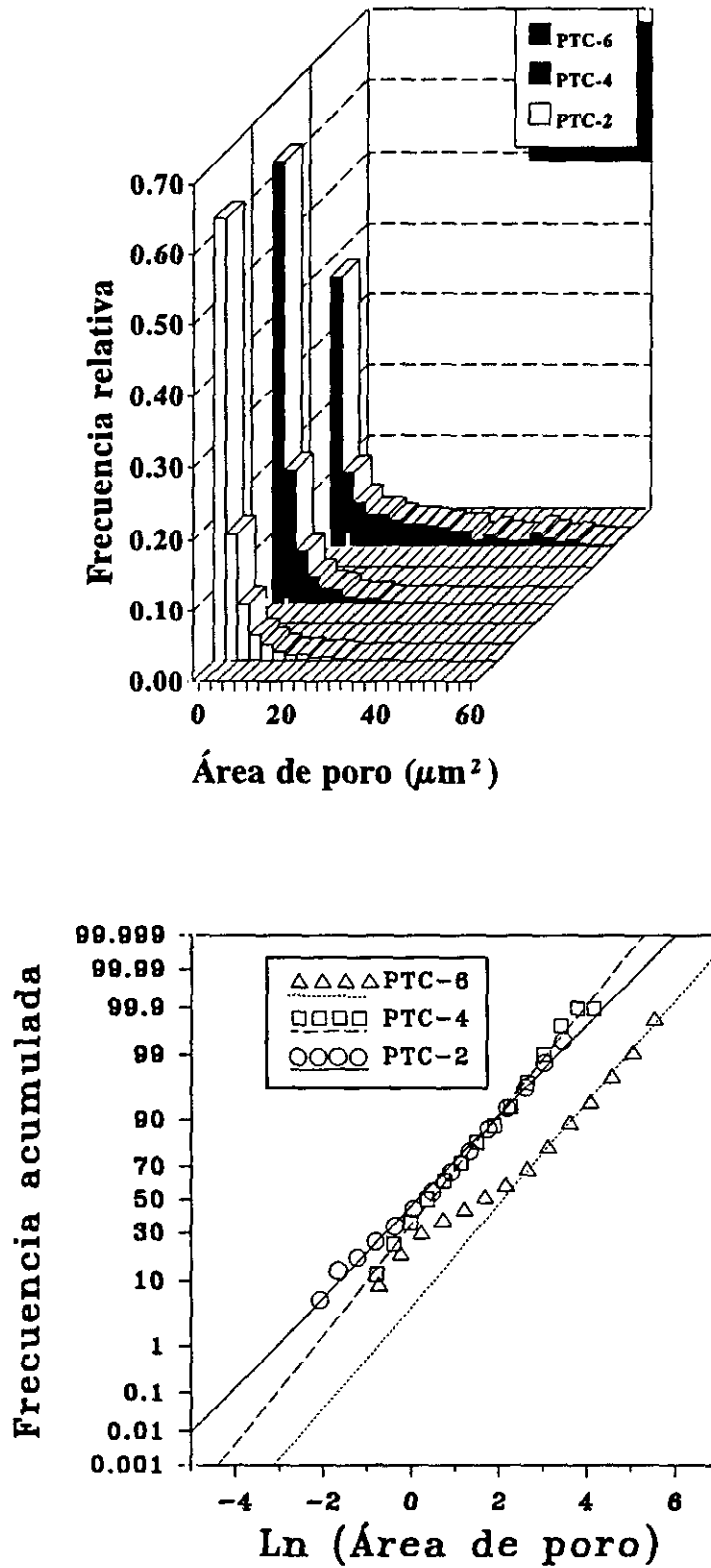 PTC-6
PTC-4
PTC-2
0.70
0.60
0.50
0.40
0.30
0.20
0.10
0.00
Frecuencia relativa
0 20 40 60
Área de poro (μm²)
99.999
99.99
99.9
99
90
70
50
30
10
1
0.1
0.01
0.001
Frecuencia acumulada
PTC-6
PTC-4
PTC-2
-4 -2 0 2 4 6
Ln (Área de poro)